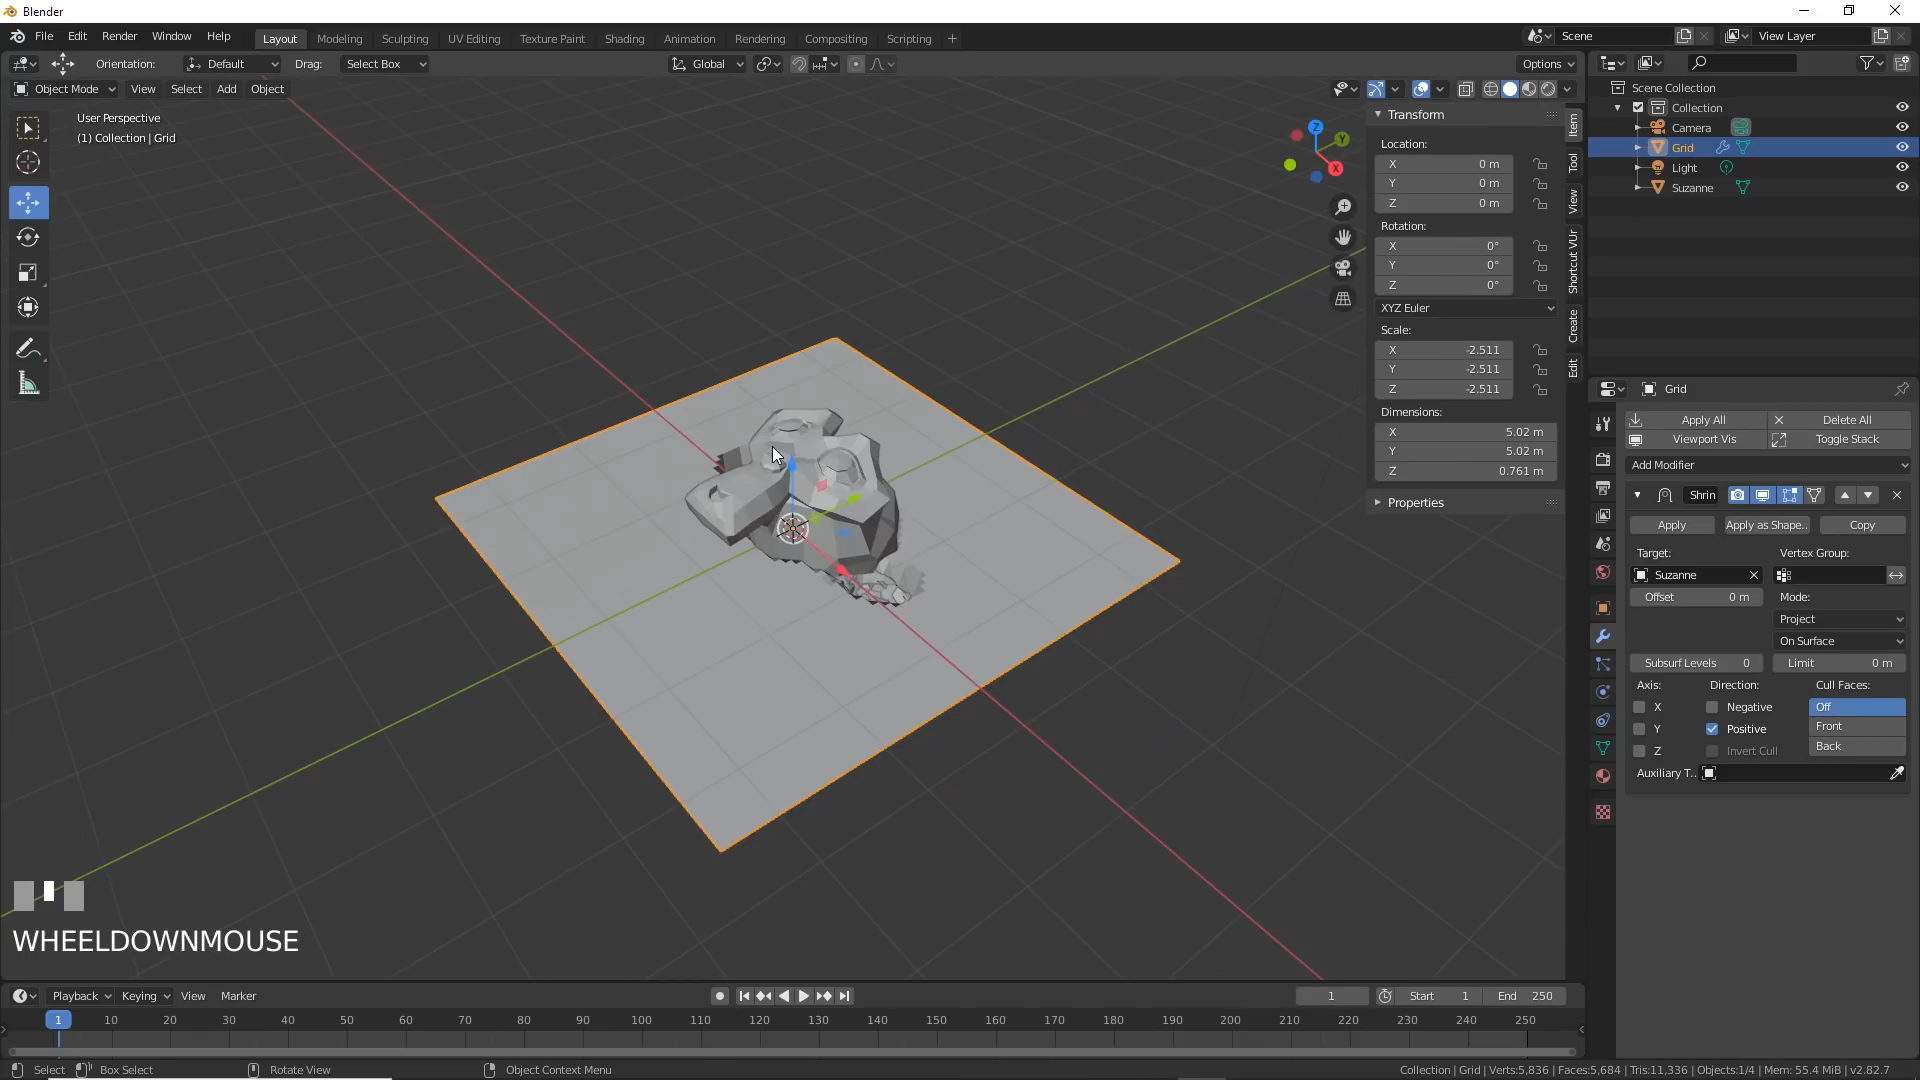 Blender
File Edit Render Window Help Layout Modeling Sculpting UV Editing Texture Paint Shading Animation Rendering Compositing Scripting + Scene View Layer
Orientation: Default Drag: Select Box Global Options
Object Mode View Select Add Object
User Perspective
(1) Collection | Grid
Z
Y
X
Transform
Location:
X 0 m
Y 0 m
Z 0 m
Rotation:
X 0°
Y 0°
Z 0°
XYZ Euler
Scale:
X -2.511
Y -2.511
Z -2.511
Dimensions:
X 5.02 m
Y 5.02 m
Z 0.761 m
Properties
Item
Tool
View
Shortcut VUr
Create
Edit
Scene Collection
Collection
Camera
Grid
Light
Suzanne
Grid
Apply All Delete All
Viewport Vis Toggle Stack
Add Modifier
Shrin
Apply Apply as Shape.. Copy
Target: Vertex Group:
Suzanne
Offset 0 m Mode:
Project
On Surface
Subsurf Levels 0 Limit 0 m
Axis: Direction: Cull Faces:
X Negative Off
Y Positive Front
Z Invert Cull Back
Auxiliary T..
WHEELDOWNMOUSE
Playback Keying View Marker 1 Start 1 End 250
1 10 20 30 40 50 60 70 80 90 100 110 120 130 140 150 160 170 180 190 200 210 220 230 240 250
Select Box Select Rotate View Object Context Menu Collection | Grid | Verts:5,836 | Faces:5,684 | Tris:11,336 | Objects:1/4 | Mem: 55.4 MiB | v2.82.7